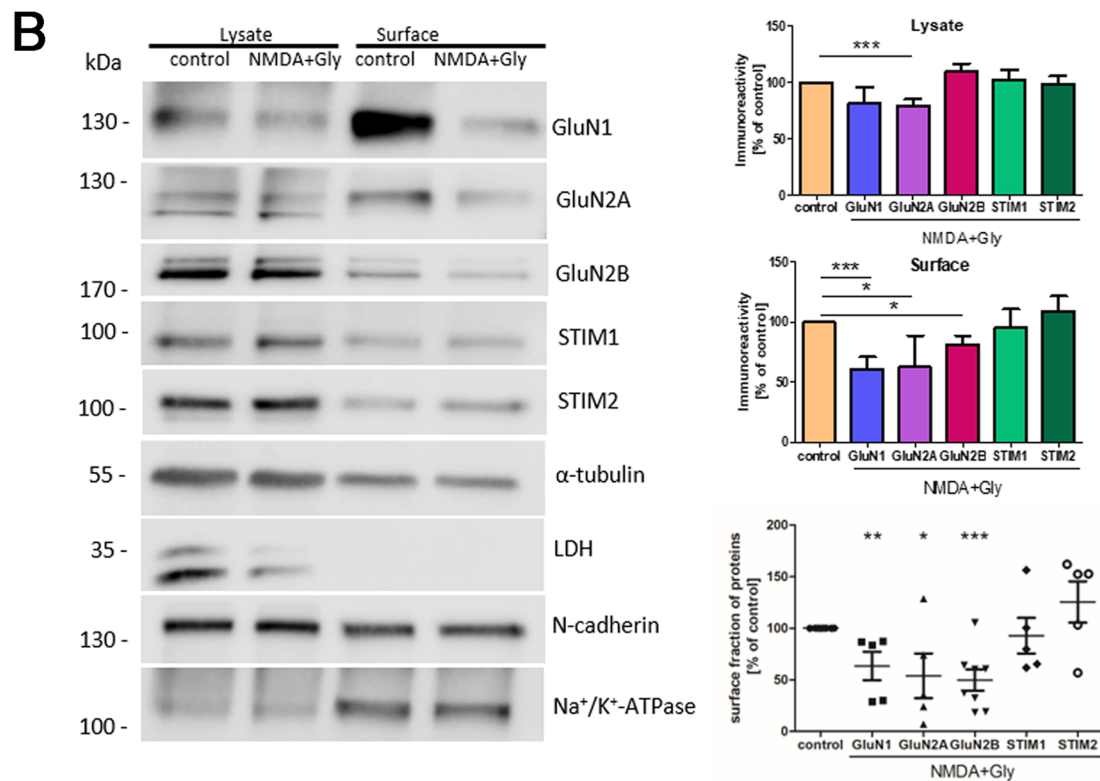 B
Lysate Surface
kDa control NMDA+Gly control NMDA+Gly
130 - GluN1
130 - GluN2A
170 - GluN2B
100 - STIM1
100 - STIM2
55 - α-tubulin
35 - LDH
130 - N-cadherin
100 - Na⁺/K⁺-ATPase
Lysate
Immunoreactivity
[% of control]
150
100
50
0
***
control GluN1 GluN2A GluN2B STIM1 STIM2
NMDA+Gly
Surface
Immunoreactivity
[% of control]
150
100
50
0
***
*
*
control GluN1 GluN2A GluN2B STIM1 STIM2
NMDA+Gly
surface fraction of proteins
[% of control]
200
150
100
50
0
** * ***
control GluN1 GluN2A GluN2B STIM1 STIM2
NMDA+Gly